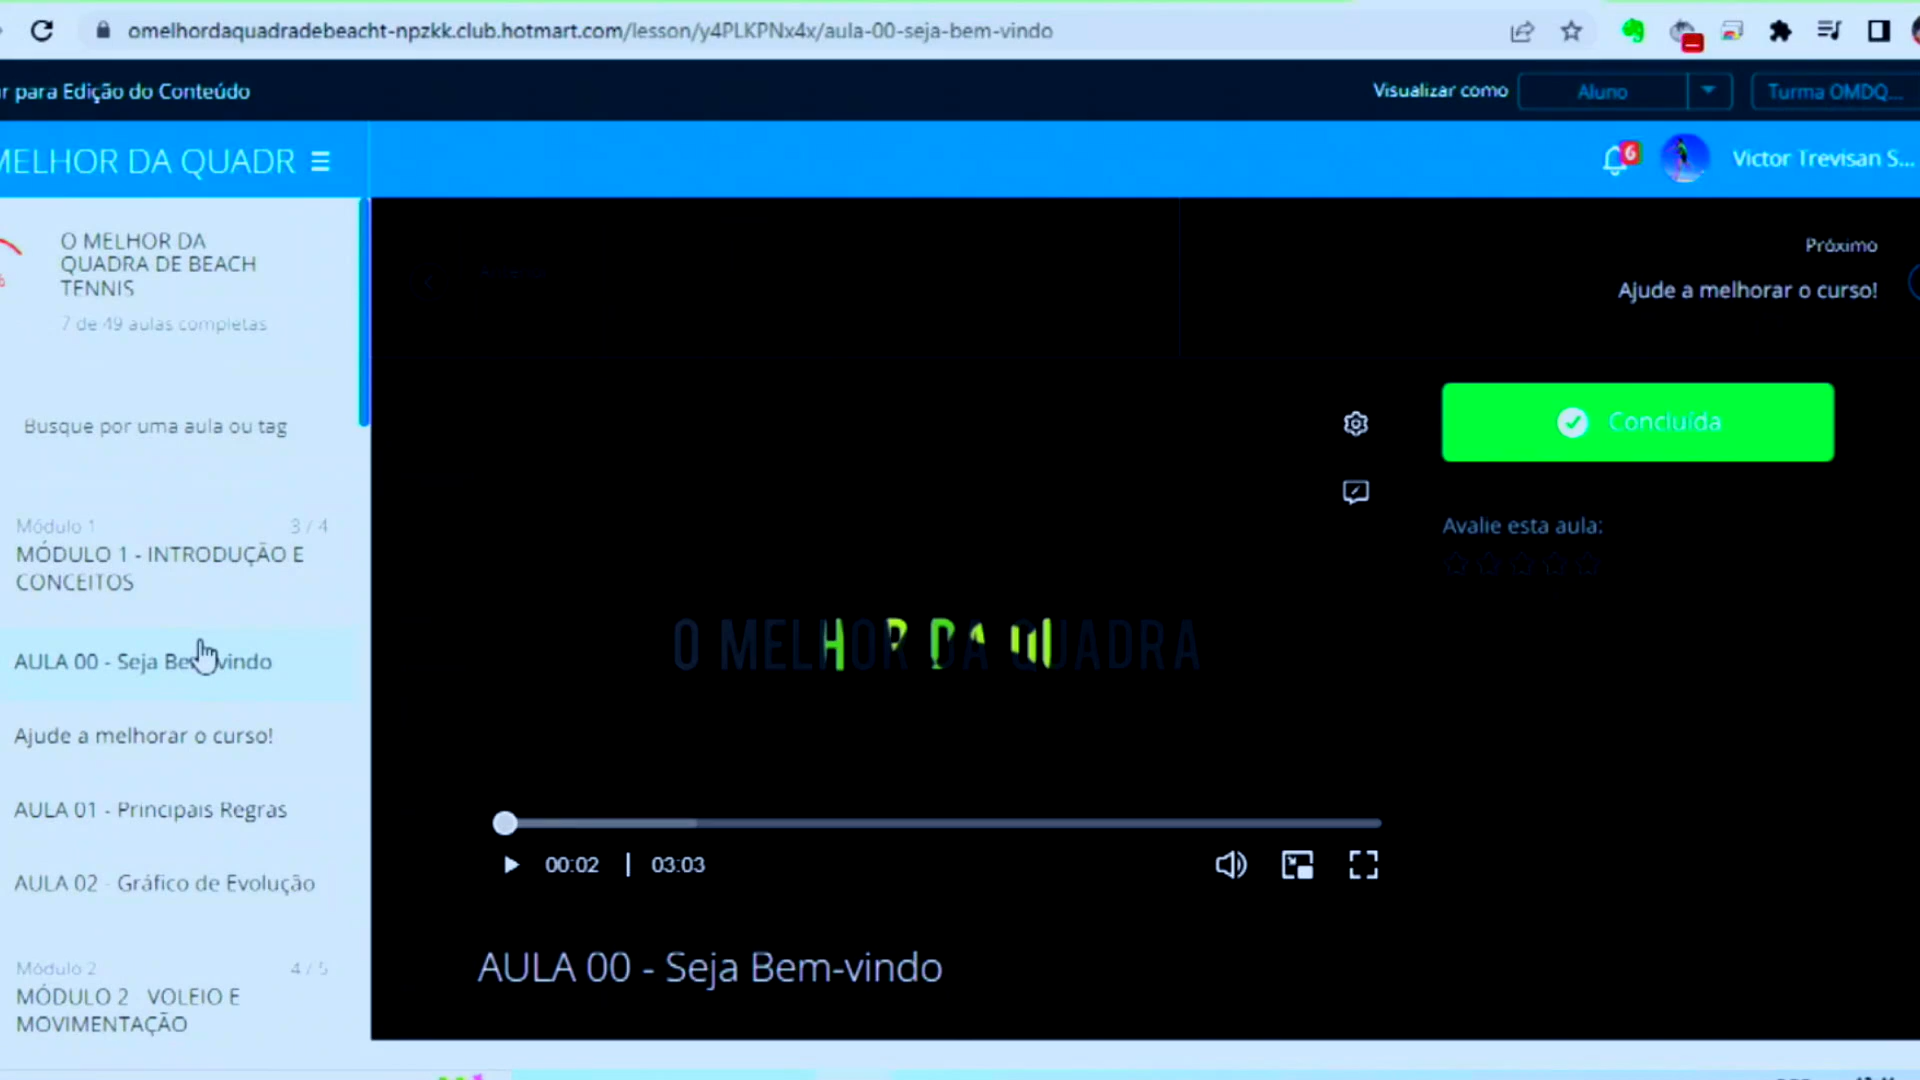 omelhordaquadradebeacht-npzkk.club.hotmart.com/lesson/y4PLKPNx4x/aula-00-seja-bem-vindo
r para Edição do Conteúdo
Visualizar como
Aluno
Turma OMDQ...
MELHOR DA QUADR
6
Victor Trevisan S...
O MELHOR DA
QUADRA DE BEACH
TENNIS
7 de 49 aulas completas
Próximo
Ajude a melhorar o curso!
Busque por uma aula ou tag
Concluída
Avalie esta aula:
Módulo 1
3 / 4
MÓDULO 1 - INTRODUÇÃO E
CONCEITOS
AULA 00 - Seja Bem-vindo
Ajude a melhorar o curso!
AULA 01 - Principais Regras
AULA 02 - Gráfico de Evolução
Módulo 2
4 / 5
MÓDULO 2 VOLEIO E
MOVIMENTAÇÃO
O MELHOR DA QUADRA
00:02 | 03:03
AULA 00 - Seja Bem-vindo